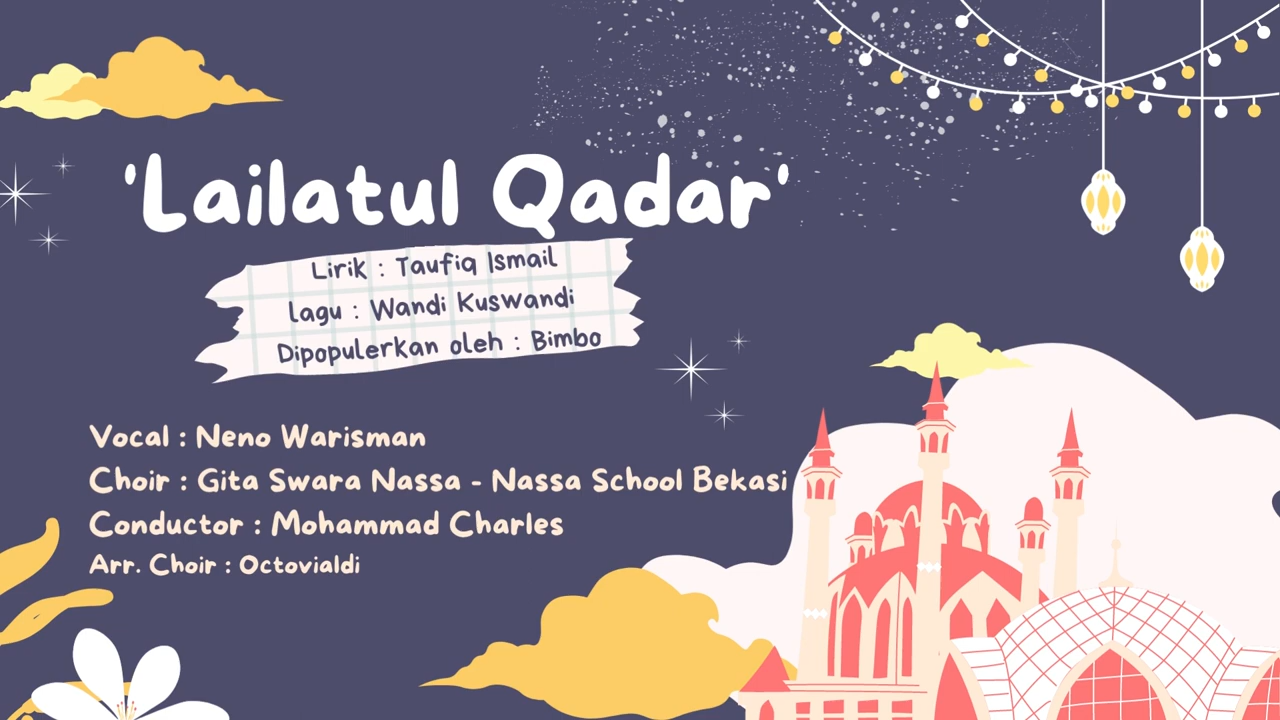 'Lailatul Qadar'
Lirik : Taufiq Ismail
Lagu : Wandi Kuswandi
Dipopulerkan oleh : Bimbo
Vocal : Neno Warisman
Choir : Gita Swara Nassa - Nassa School Bekasi
Conductor : Mohammad Charles
Arr. Choir : Octovialdi